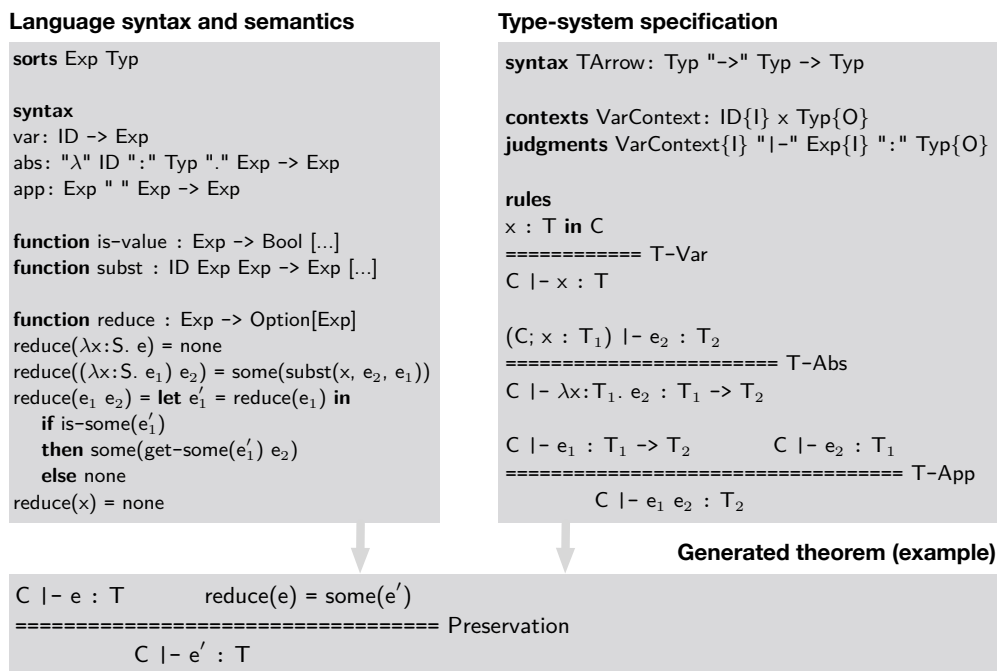 Language syntax and semantics
sorts Exp Typ
syntax
var: ID -> Exp
abs: "λ" ID ":" Typ "." Exp -> Exp
app: Exp " " Exp -> Exp
function is-value : Exp -> Bool [...]
function subst : ID Exp Exp -> Exp [...]
function reduce : Exp -> Option[Exp]
reduce(λx:S. e) = none
reduce((λx:S. e₁) e₂) = some(subst(x, e₂, e₁))
reduce(e₁ e₂) = let e₁′ = reduce(e₁) in
if is-some(e₁′)
then some(get-some(e₁′) e₂)
else none
reduce(x) = none
Type-system specification
syntax TArrow: Typ "->" Typ -> Typ
contexts VarContext: ID{I} x Typ{O}
judgments VarContext{I} "|-" Exp{I} ":" Typ{O}
rules
x : T in C
============ T-Var
C |- x : T
(C; x : T₁) |- e₂ : T₂
======================= T-Abs
C |- λx:T₁. e₂ : T₁ -> T₂
C |- e₁ : T₁ -> T₂ C |- e₂ : T₁
================================== T-App
C |- e₁ e₂ : T₂
Generated theorem (example)
C |- e : T reduce(e) = some(e′)
==================================== Preservation
C |- e′ : T